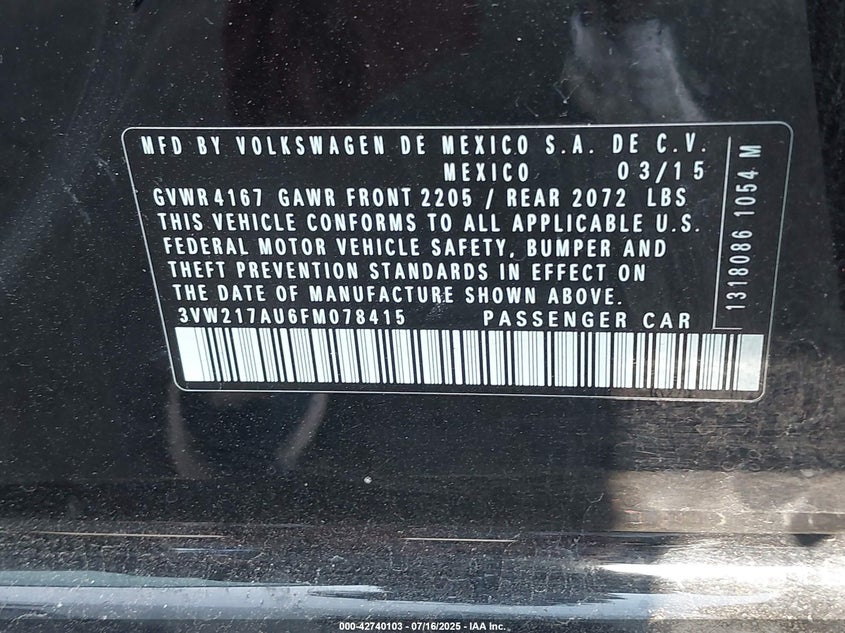 MFD BY VOLKSWAGEN DE MEXICO S.A. DE C.V.
MEXICO 03/15
GVWR 4167 GAWR FRONT 2205 / REAR 2072 LBS
THIS VEHICLE CONFORMS TO ALL APPLICABLE U.S.
FEDERAL MOTOR VEHICLE SAFETY, BUMPER AND
THEFT PREVENTION STANDARDS IN EFFECT ON
THE DATE OF MANUFACTURE SHOWN ABOVE.
3VW217AU6FM078415 PASSENGER CAR
1318086 1054 M
000-42740103 - 07/16/2025 - IAA Inc.